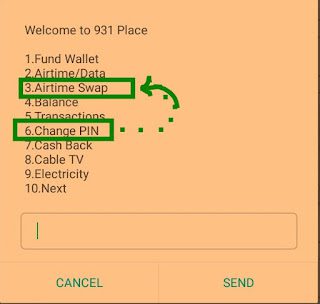 Welcome to 931 Place
1.Fund Wallet
2.Airtime/Data
3.Airtime Swap
4.Balance
5.Transactions
6.Change PIN
7.Cash Back
8.Cable TV
9.Electricity
10.Next
CANCEL
SEND